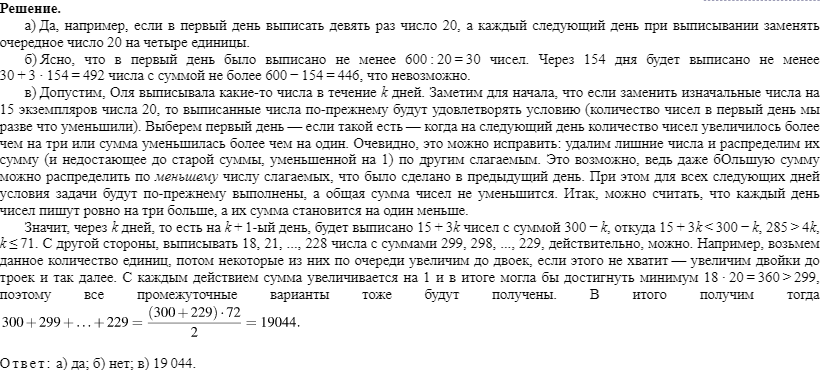 Решение.
а) Да, например, если в первый день выписать девять раз число 20, а каждый следующий день при выписывании заменять
очередное число 20 на четыре единицы.
б) Ясно, что в первый день было выписано не менее 600 : 20 = 30 чисел. Через 154 дня будет выписано не менее
30 + 3 · 154 = 492 числа с суммой не более 600 − 154 = 446, что невозможно.
в) Допустим, Оля выписывала какие-то числа в течение k дней. Заметим для начала, что если заменить изначальные числа на
15 экземпляров числа 20, то выписанные числа по-прежнему будут удовлетворять условию (количество чисел в первый день мы
разве что уменьшили). Выберем первый день — если такой есть — когда на следующий день количество чисел увеличилось более
чем на три или сумма уменьшилась более чем на один. Очевидно, это можно исправить: удалим лишние числа и распределим их
сумму (и недостающее до старой суммы, уменьшенной на 1) по другим слагаемым. Это возможно, ведь даже бОльшую сумму
можно распределить по меньшему числу слагаемых, что было сделано в предыдущий день. При этом для всех следующих дней
условия задачи будут по-прежнему выполнены, а общая сумма чисел не уменьшится. Итак, можно считать, что каждый день
чисел пишут ровно на три больше, а их сумма становится на один меньше.
Значит, через k дней, то есть на k + 1-ый день, будет выписано 15 + 3k чисел с суммой 300 − k, откуда 15 + 3k < 300 − k, 285 > 4k,
k ≤ 71. С другой стороны, выписывать 18, 21, ..., 228 числа с суммами 299, 298, ..., 229, действительно, можно. Например, возьмем
данное количество единиц, потом некоторые из них по очереди увеличим до двоек, если этого не хватит — увеличим двойки до
троек и так далее. С каждым действием сумма увеличивается на 1 и в итоге могла бы достигнуть минимум 18 · 20 = 360 > 299,
поэтому все промежуточные варианты тоже будут получены. В итого получим тогда
300 + 299 + … + 229 = (300 + 229) · 72 / 2 = 19044.
Ответ: а) да; б) нет; в) 19 044.